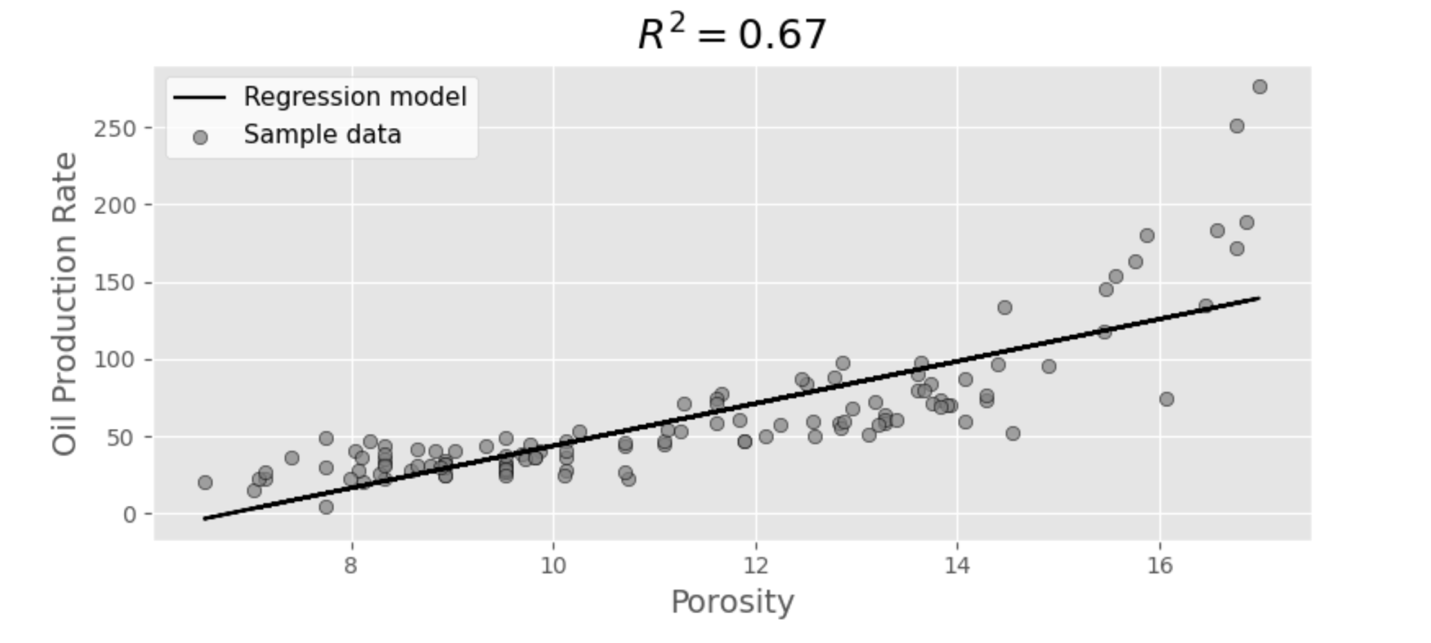 R² = 0.67
Regression model
Sample data
Oil Production Rate
250
200
150
100
50
0
8 10 12 14 16
Porosity